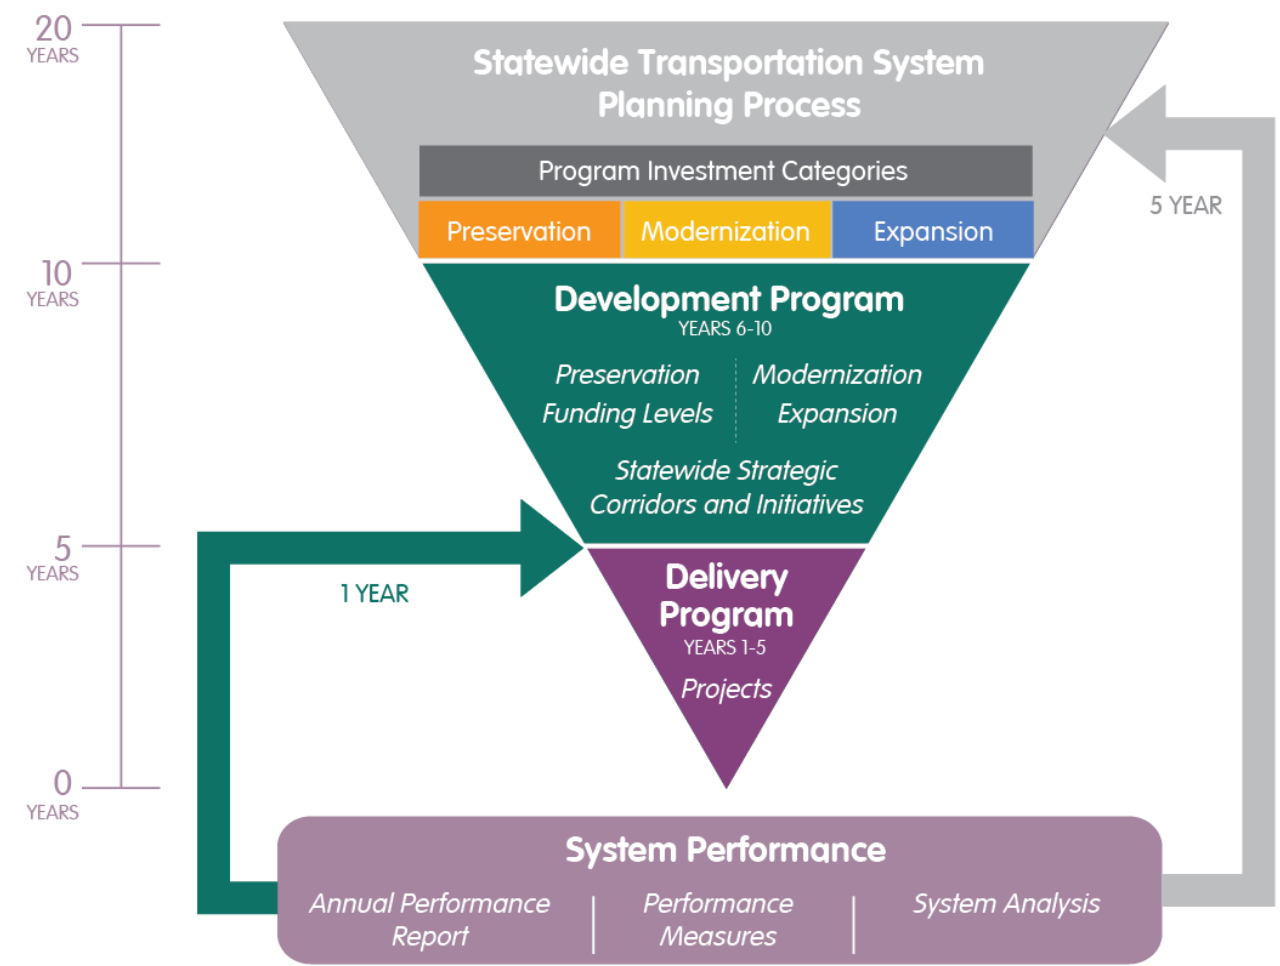 20
YEARS
Statewide Transportation System
Planning Process
Program Investment Categories
Preservation
Modernization
Expansion
5 YEAR
10
YEARS
Development Program
YEARS 6-10
Preservation
Funding Levels
Modernization
Expansion
Statewide Strategic
Corridors and Initiatives
5
YEARS
1 YEAR
Delivery
Program
YEARS 1-5
Projects
0
YEARS
System Performance
Annual Performance
Report
Performance
Measures
System Analysis